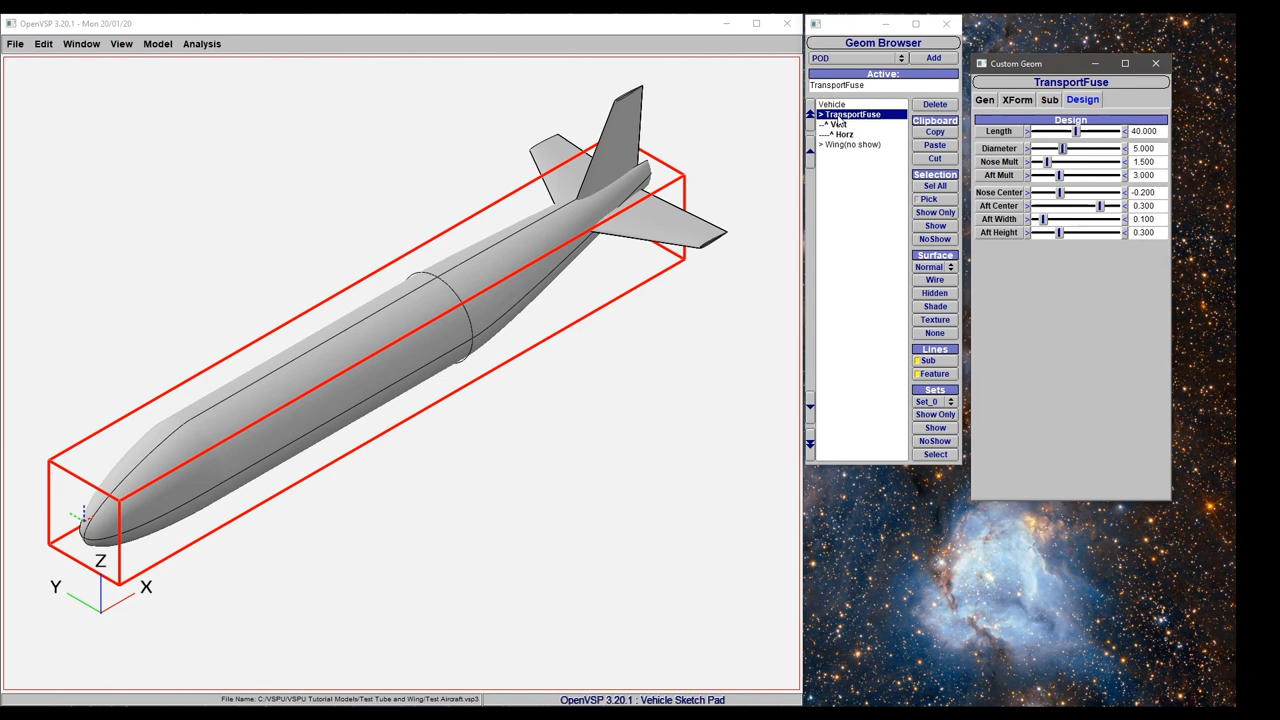 OpenVSP 3.20.1 - Mon 20/01/20
File Edit Window View Model Analysis
Z
Y
X
File Name: C:/VSPU/VSPU Tutorial Models/Test Tube and Wing/Test Aircraft.vsp3
OpenVSP 3.20.1 : Vehicle Sketch Pad
Geom Browser
POD Add
Active:
TransportFuse
Vehicle
> TransportFuse
--^ Vert
----^ Horz
> Wing(no show)
Delete
Clipboard
Copy
Paste
Cut
Selection
Sel All
Pick
Show Only
Show
NoShow
Surface
Normal
Wire
Hidden
Shade
Texture
None
Lines
Sub
Feature
Sets
Set_0
Show Only
Show
NoShow
Select
Custom Geom
TransportFuse
Gen XForm Sub Design
Design
Length > < 40.000
Diameter > < 5.000
Nose Mult > < 1.500
Aft Mult > < 3.000
Nose Center > < -0.200
Aft Center > < 0.300
Aft Width > < 0.100
Aft Height > < 0.300